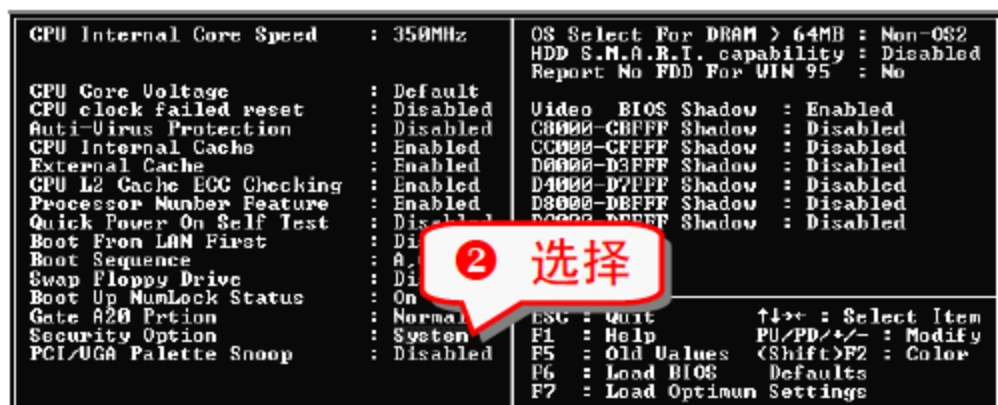 CPU Internal Core Speed : 350MHz
CPU Core Voltage : Default
CPU clock failed reset : Disabled
Auti-Virus Protection : Disabled
CPU Internal Cache : Enabled
External Cache : Enabled
CPU L2 Cache ECC Checking : Enabled
Processor Number Feature : Enabled
Quick Power On Self Test :
Boot From LAN First :
Boot Sequence : A,
Swap Floppy Drive :
Boot Up NumLock Status : On
Gate A20 Prtion : Normal
Security Option : System
PCI/VGA Palette Snoop : Disabled
OS Select For DRAM > 64MB : Non-OS2
HDD S.M.A.R.I. capability : Disabled
Report No FDD For WIN 95 : No
Video BIOS Shadow : Enabled
C8000-CBFFF Shadow : Disabled
CC000-CFFFF Shadow : Disabled
D0000-D3FFF Shadow : Disabled
D4000-D7FFF Shadow : Disabled
D8000-DBFFF Shadow : Disabled
Shadow : Disabled
❷ 选择
ESC : Quit ↑↓→← : Select Item
F1 : Help PU/PD/+/- : Modify
F5 : Old Values (Shift)F2 : Color
F6 : Load BIOS Defaults
F7 : Load Optimun Settings